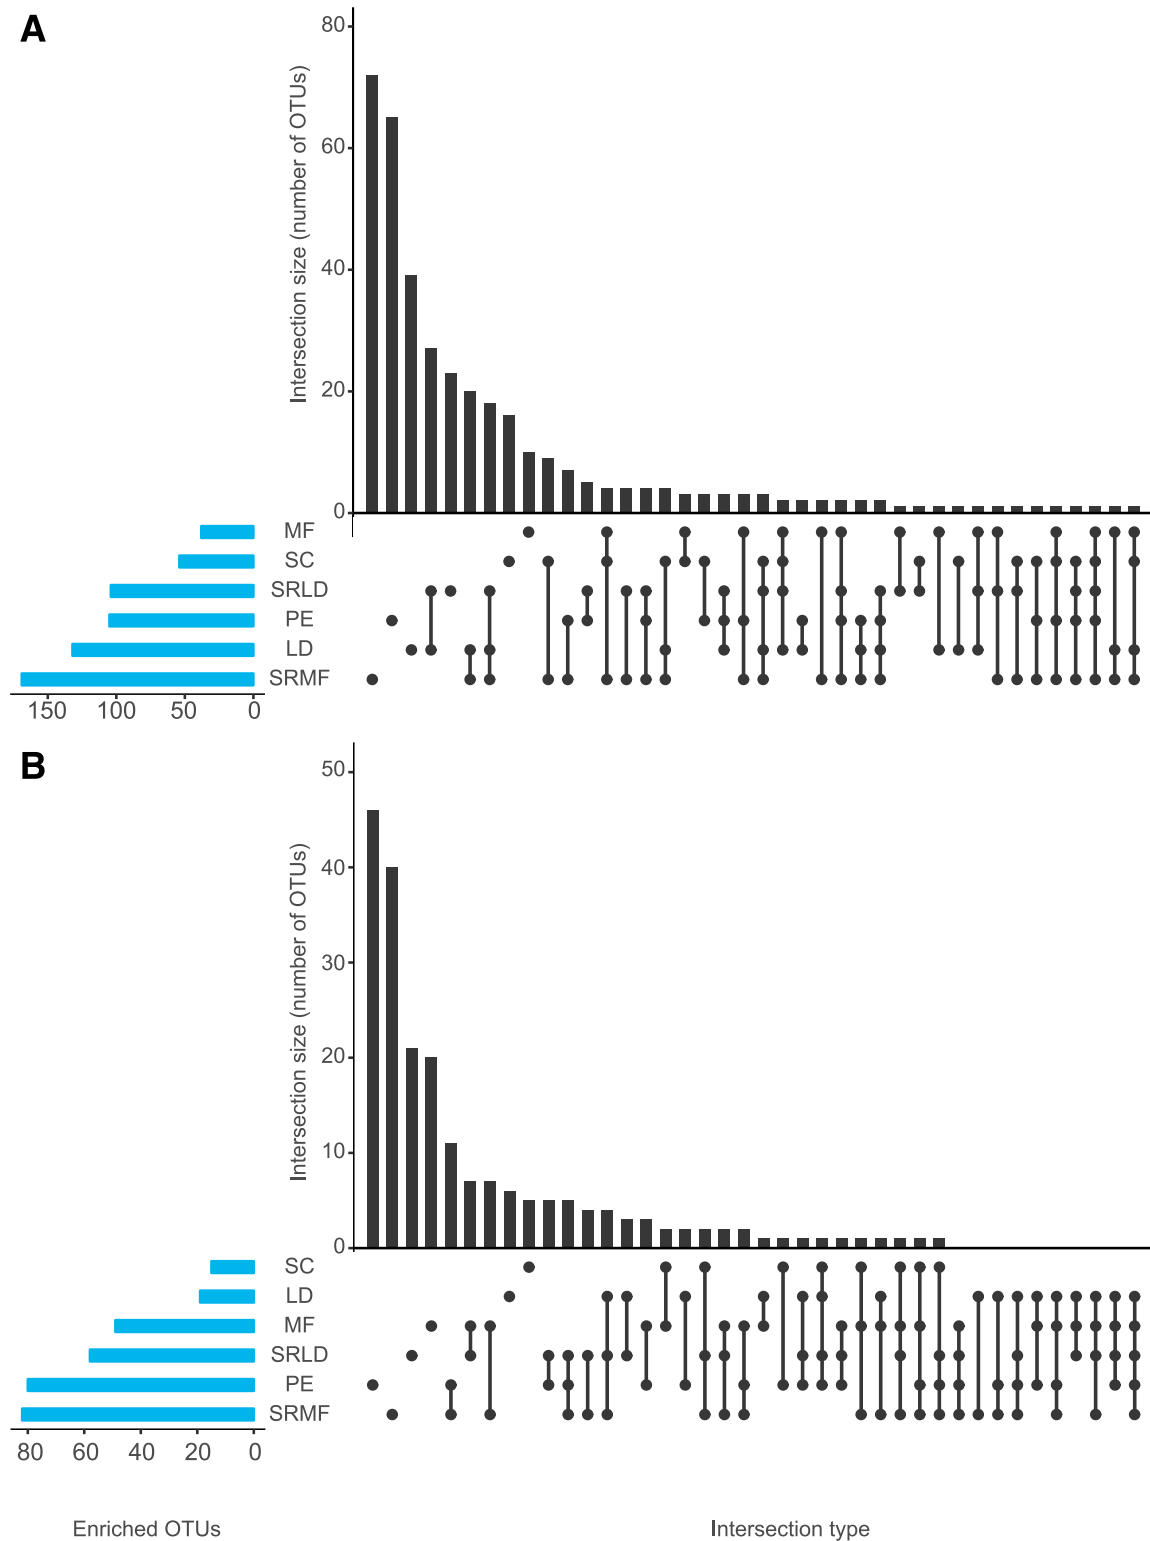 A
Intersection size (number of OTUs)
80
60
40
20
0
MF
SC
SRLD
PE
LD
SRMF
150 100 50 0
B
Intersection size (number of OTUs)
50
40
30
20
10
0
SC
LD
MF
SRLD
PE
SRMF
80 60 40 20 0
Enriched OTUs Intersection type